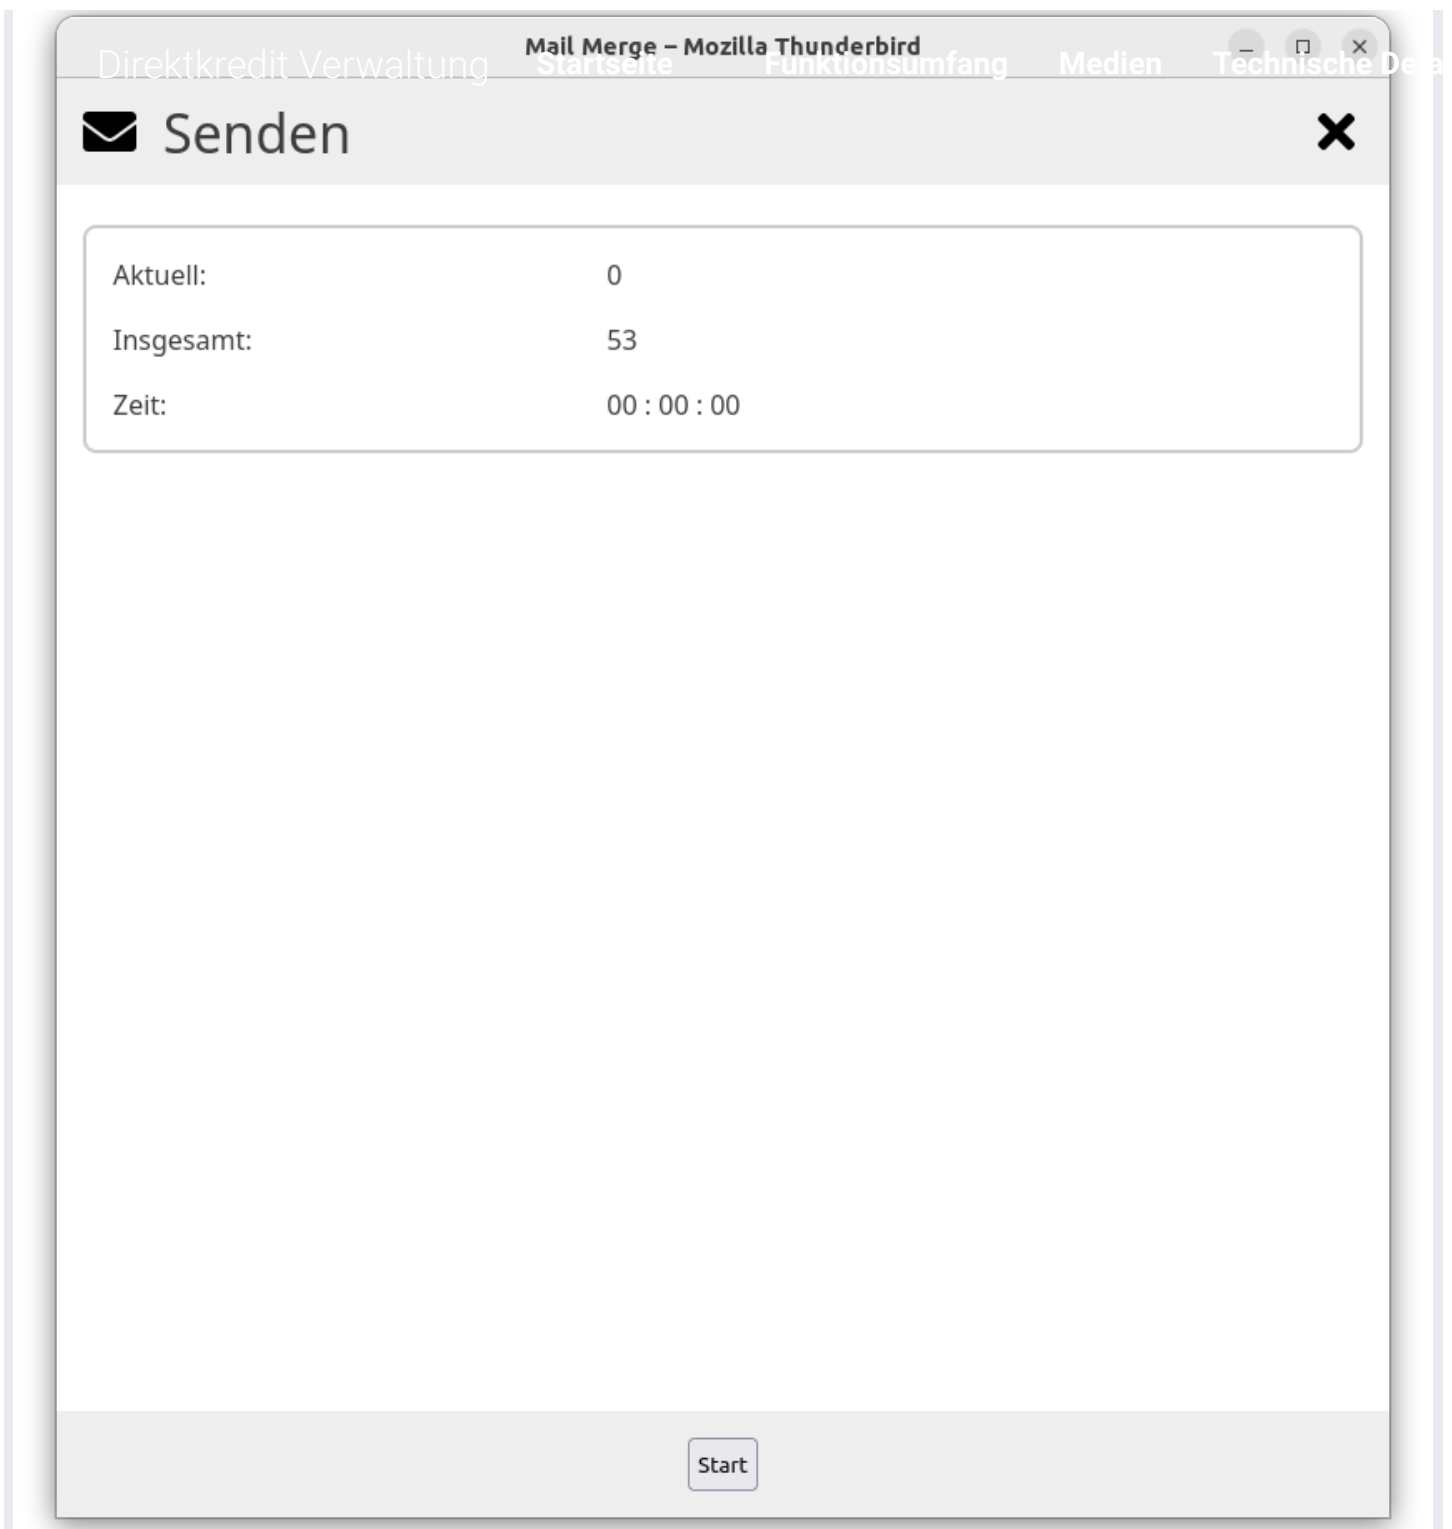 Mail Merge – Mozilla Thunderbird
Direktkredit Verwaltung Startseite Funktionsumfang Medien Technische
Senden
Aktuell: 0
Insgesamt: 53
Zeit: 00 : 00 : 00
Start